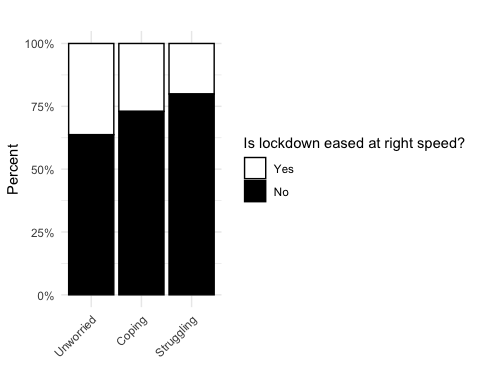 100%
75%
50%
25%
0%
Percent
Unworried
Coping
Struggling
Is lockdown eased at right speed?
Yes
No